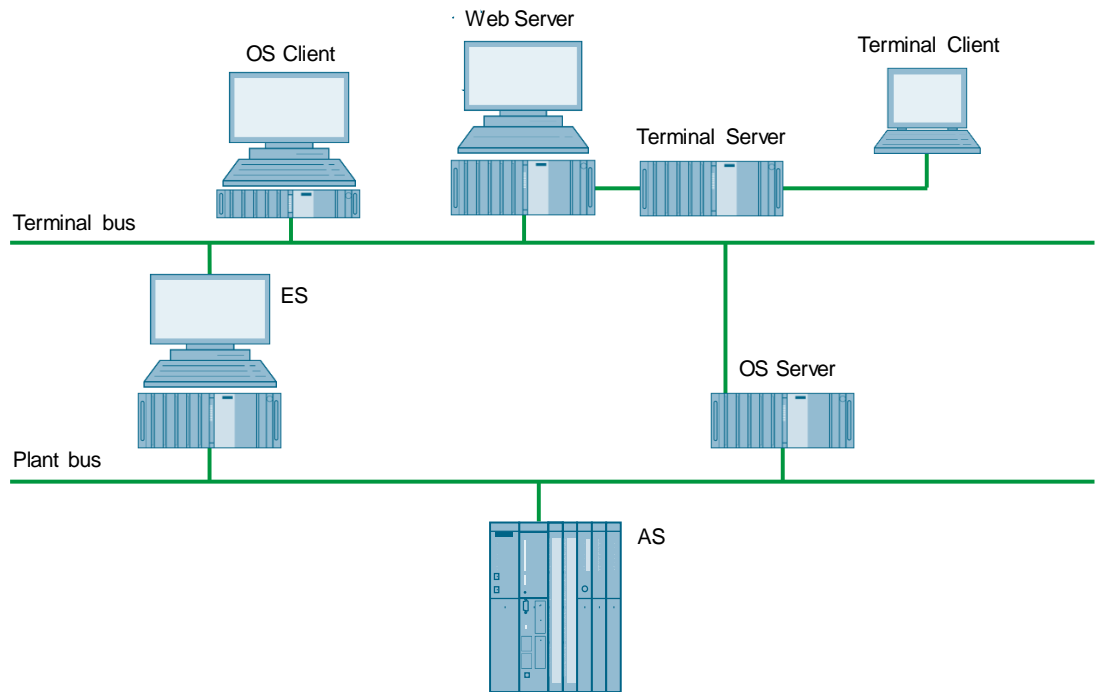 Web Server
OS Client
Terminal Client
Terminal Server
Terminal bus
ES
OS Server
Plant bus
AS